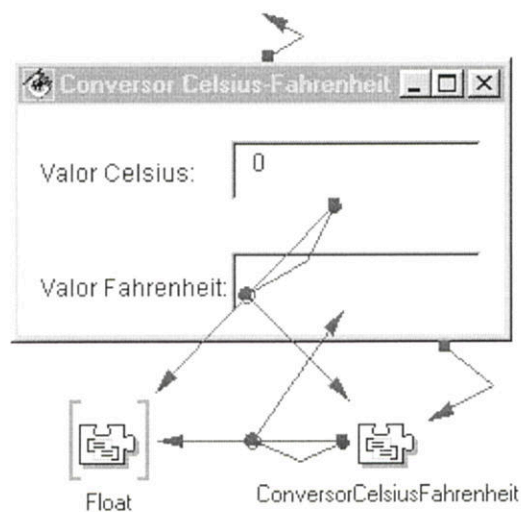 Conversor Celsius-Fahrenheit
Valor Celsius: 0
Valor Fahrenheit:
Float
ConversorCelsiusFahrenheit